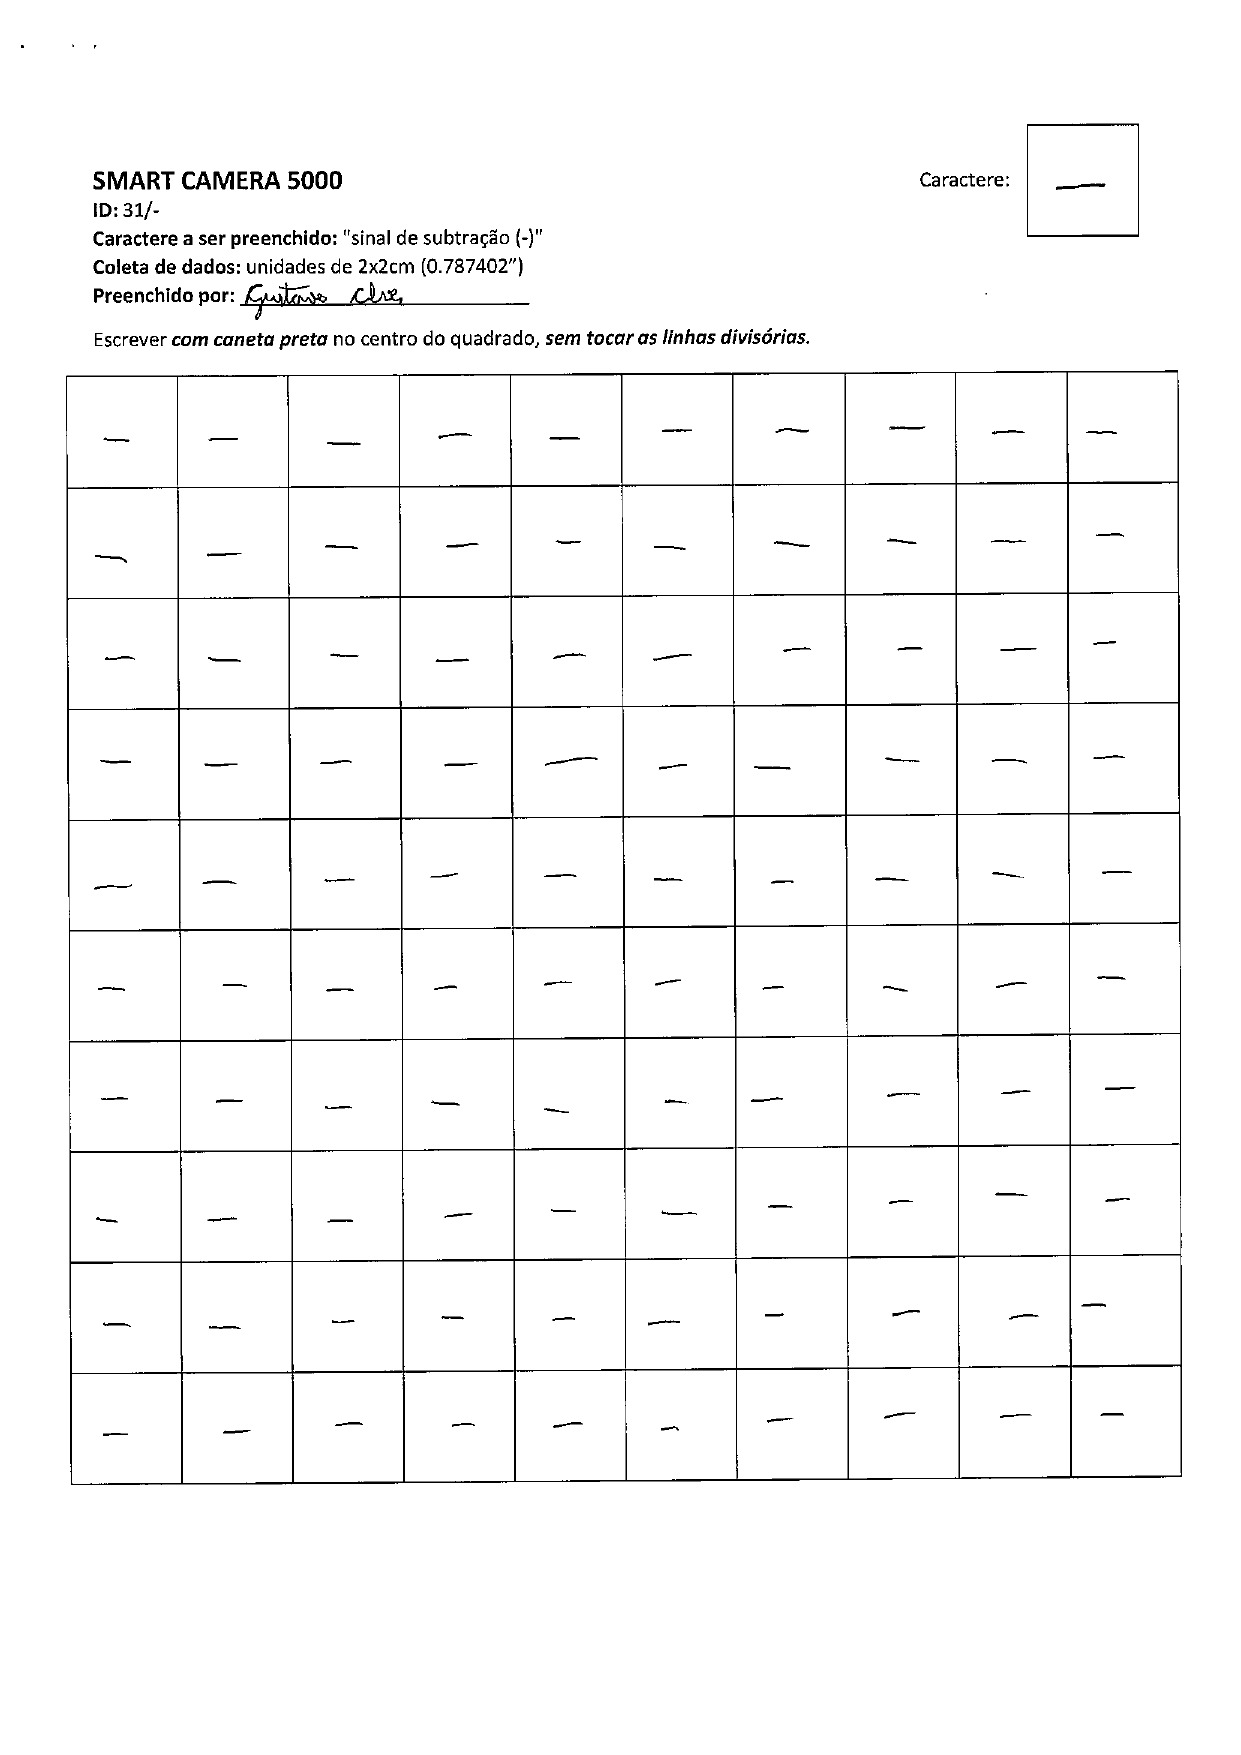 SMART CAMERA 5000
Caractere: —
ID: 31/-
Caractere a ser preenchido: "sinal de subtração (-)"
Coleta de dados: unidades de 2x2cm (0.787402")
Preenchido por: Gustavo
Escrever com caneta preta no centro do quadrado, sem tocar as linhas divisórias.
— — — — — — — — — —
— — — — — — — — — —
— — — — — — — — — —
— — — — — — — — — —
— — — — — — — — — —
— — — — — — — — — —
— — — — — — — — — —
— — — — — — — — — —
— — — — — — — — — —
— — — — — — — — — —